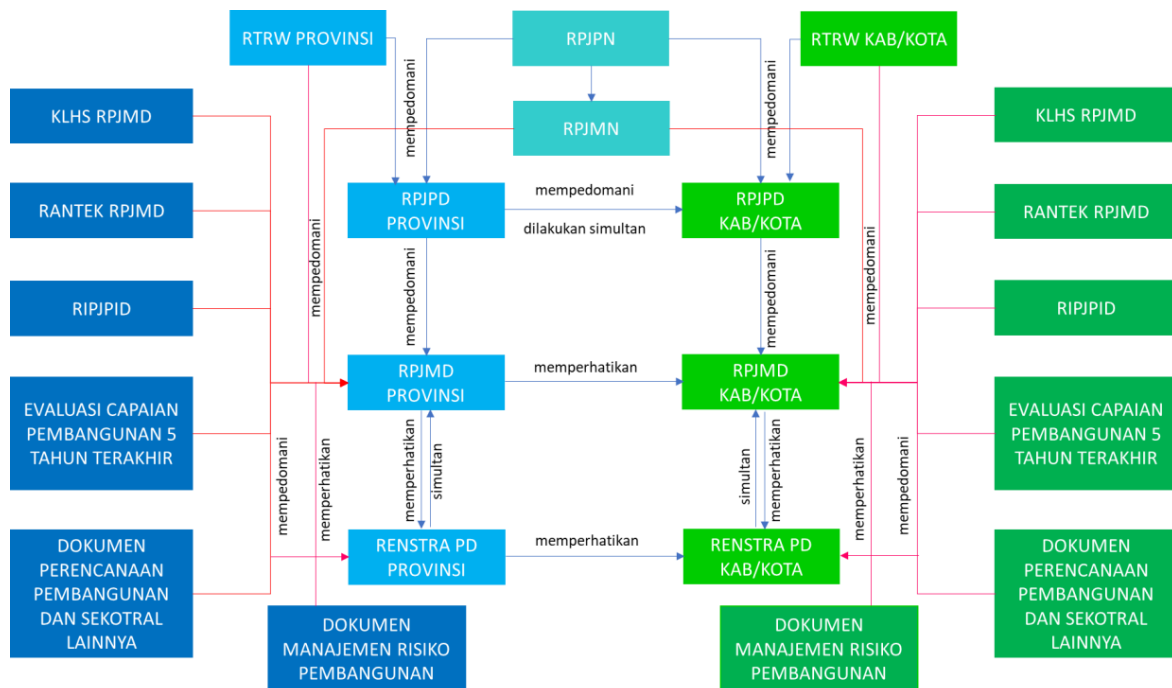 RTRW PROVINSI
RPJPN
RTRW KAB/KOTA
mempedomani
mempedomani
KLHS RPJMD
RPJMN
KLHS RPJMD
RANTEK RPJMD
RPJPD
PROVINSI
mempedomani
dilakukan simultan
RPJPD
KAB/KOTA
RANTEK RPJMD
mempedomani
mempedomani
mempedomani
mempedomani
RIPJPID
RIPJPID
RPJMD
PROVINSI
memperhatikan
RPJMD
KAB/KOTA
EVALUASI CAPAIAN
PEMBANGUNAN 5
TAHUN TERAKHIR
EVALUASI CAPAIAN
PEMBANGUNAN 5
TAHUN TERAKHIR
mempedomani
memperhatikan
memperhatikan
simultan
simultan
memperhatikan
memperhatikan
mempedomani
DOKUMEN
PERENCANAAN
PEMBANGUNAN
DAN SEKOTRAL
LAINNYA
RENSTRA PD
PROVINSI
memperhatikan
RENSTRA PD
KAB/KOTA
DOKUMEN
PERENCANAAN
PEMBANGUNAN
DAN SEKOTRAL
LAINNYA
DOKUMEN
MANAJEMEN RISIKO
PEMBANGUNAN
DOKUMEN
MANAJEMEN RISIKO
PEMBANGUNAN